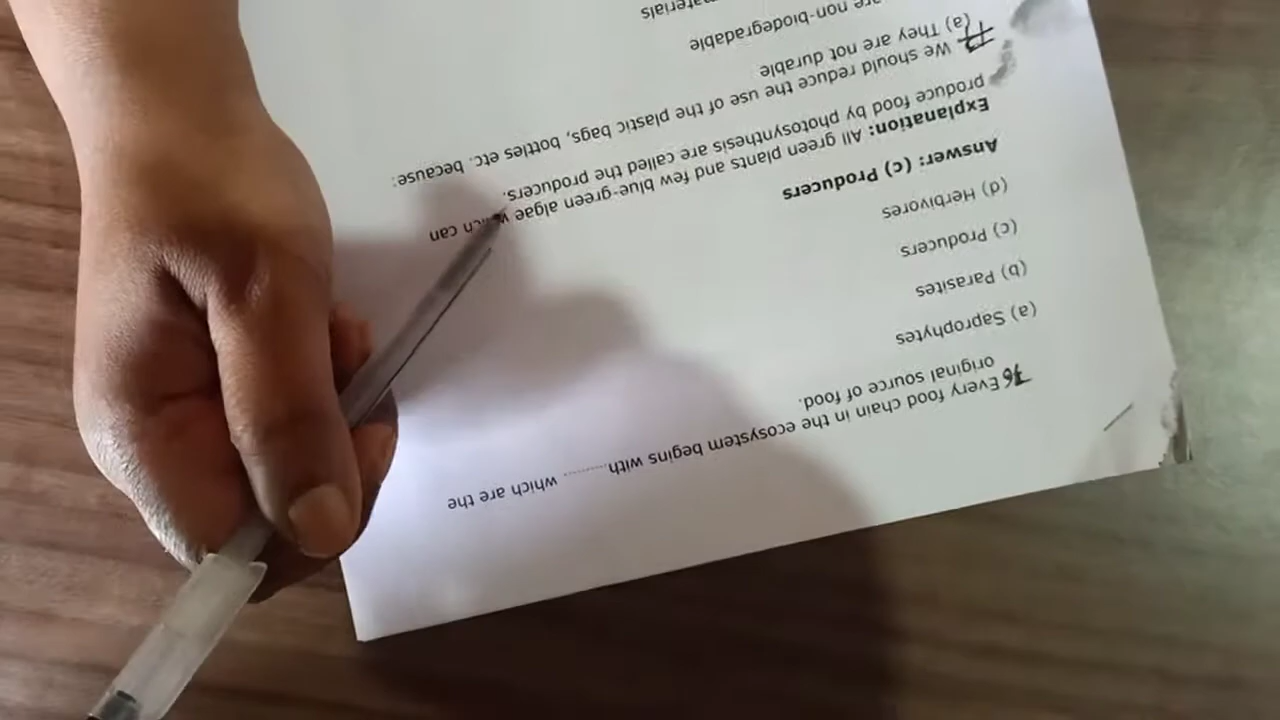 76 Every food chain in the ecosystem begins with.......... which are the
original source of food.
(a) Saprophytes
(b) Parasites
(c) Producers
(d) Herbivores
Answer: (c) Producers
Explanation: All green plants and few blue-green algae which can
produce food by photosynthesis are called the producers.
We should reduce the use of the plastic bags, bottles etc. because:
(a) They are not durable
are non-biodegradable
materials